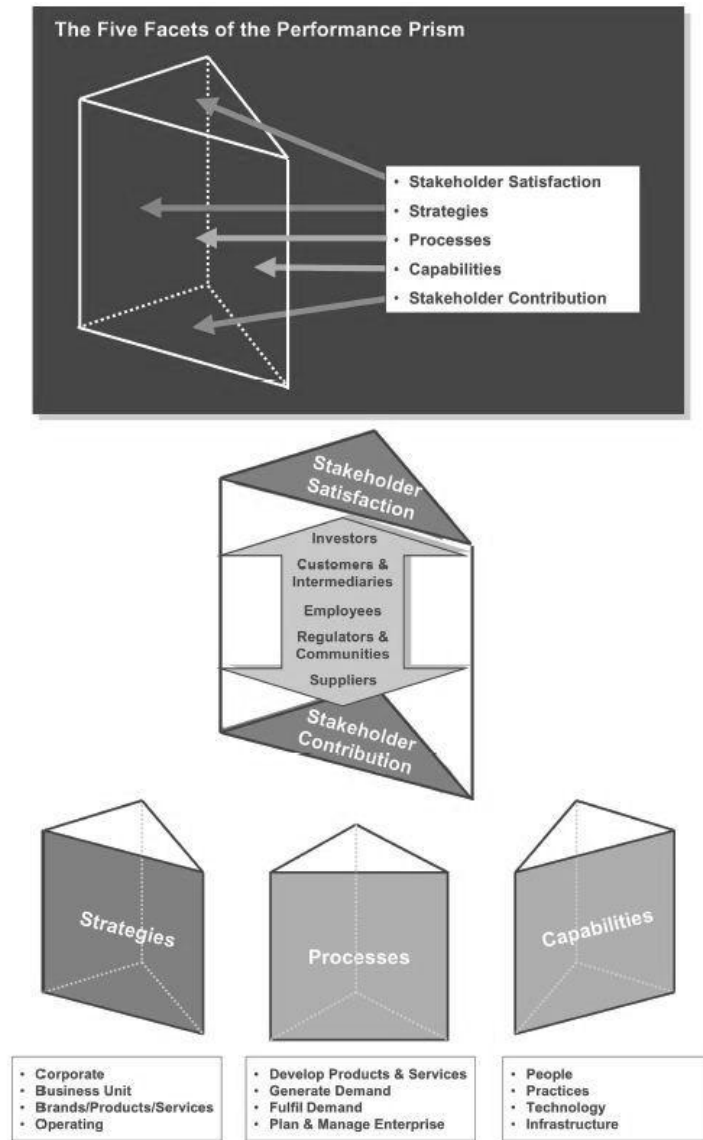 The Five Facets of the Performance Prism
• Stakeholder Satisfaction
• Strategies
• Processes
• Capabilities
• Stakeholder Contribution
Stakeholder
Satisfaction
Investors
Customers &
Intermediaries
Employees
Regulators &
Communities
Suppliers
Stakeholder
Contribution
Strategies
Processes
Capabilities
• Corporate
• Business Unit
• Brands/Products/Services
• Operating
• Develop Products & Services
• Generate Demand
• Fulfil Demand
• Plan & Manage Enterprise
• People
• Practices
• Technology
• Infrastructure